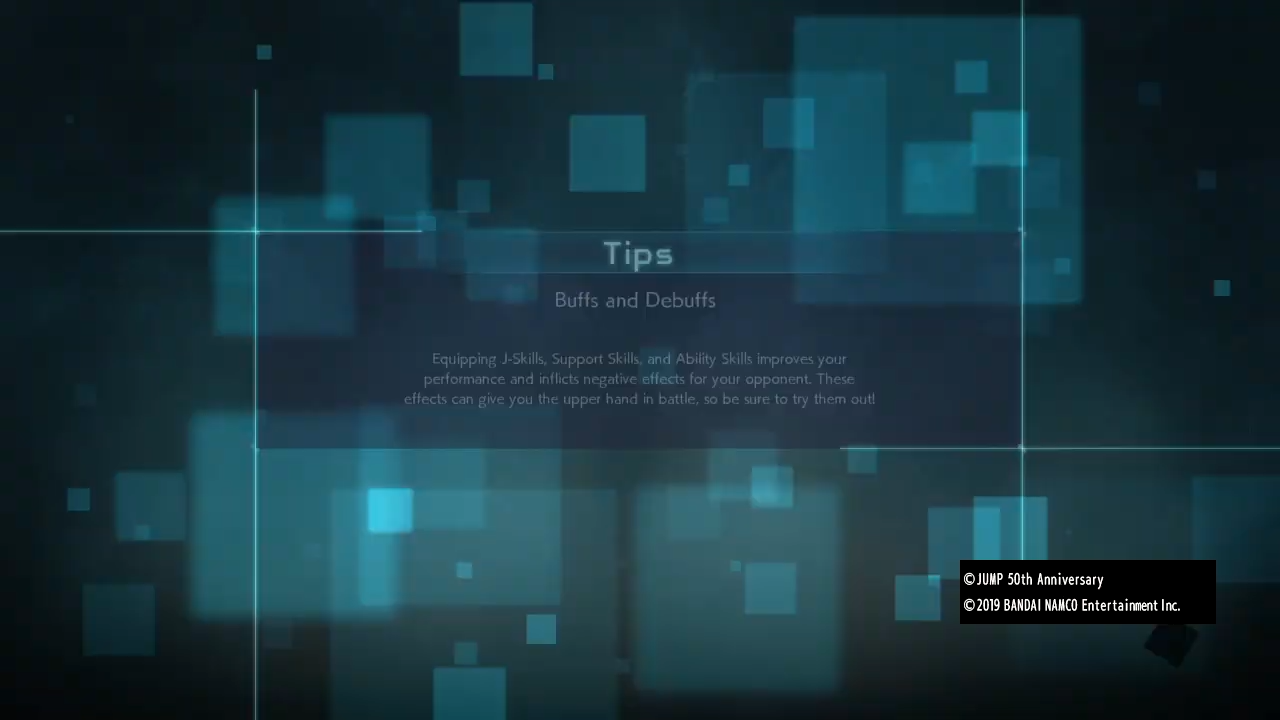 Tips
Buffs and Debuffs
Equipping J-Skills, Support Skills, and Ability Skills improves your
performance and inflicts negative effects for your opponent. These
effects can give you the upper hand in battle, so be sure to try them out!
©JUMP 50th Anniversary
©2019 BANDAI NAMCO Entertainment Inc.